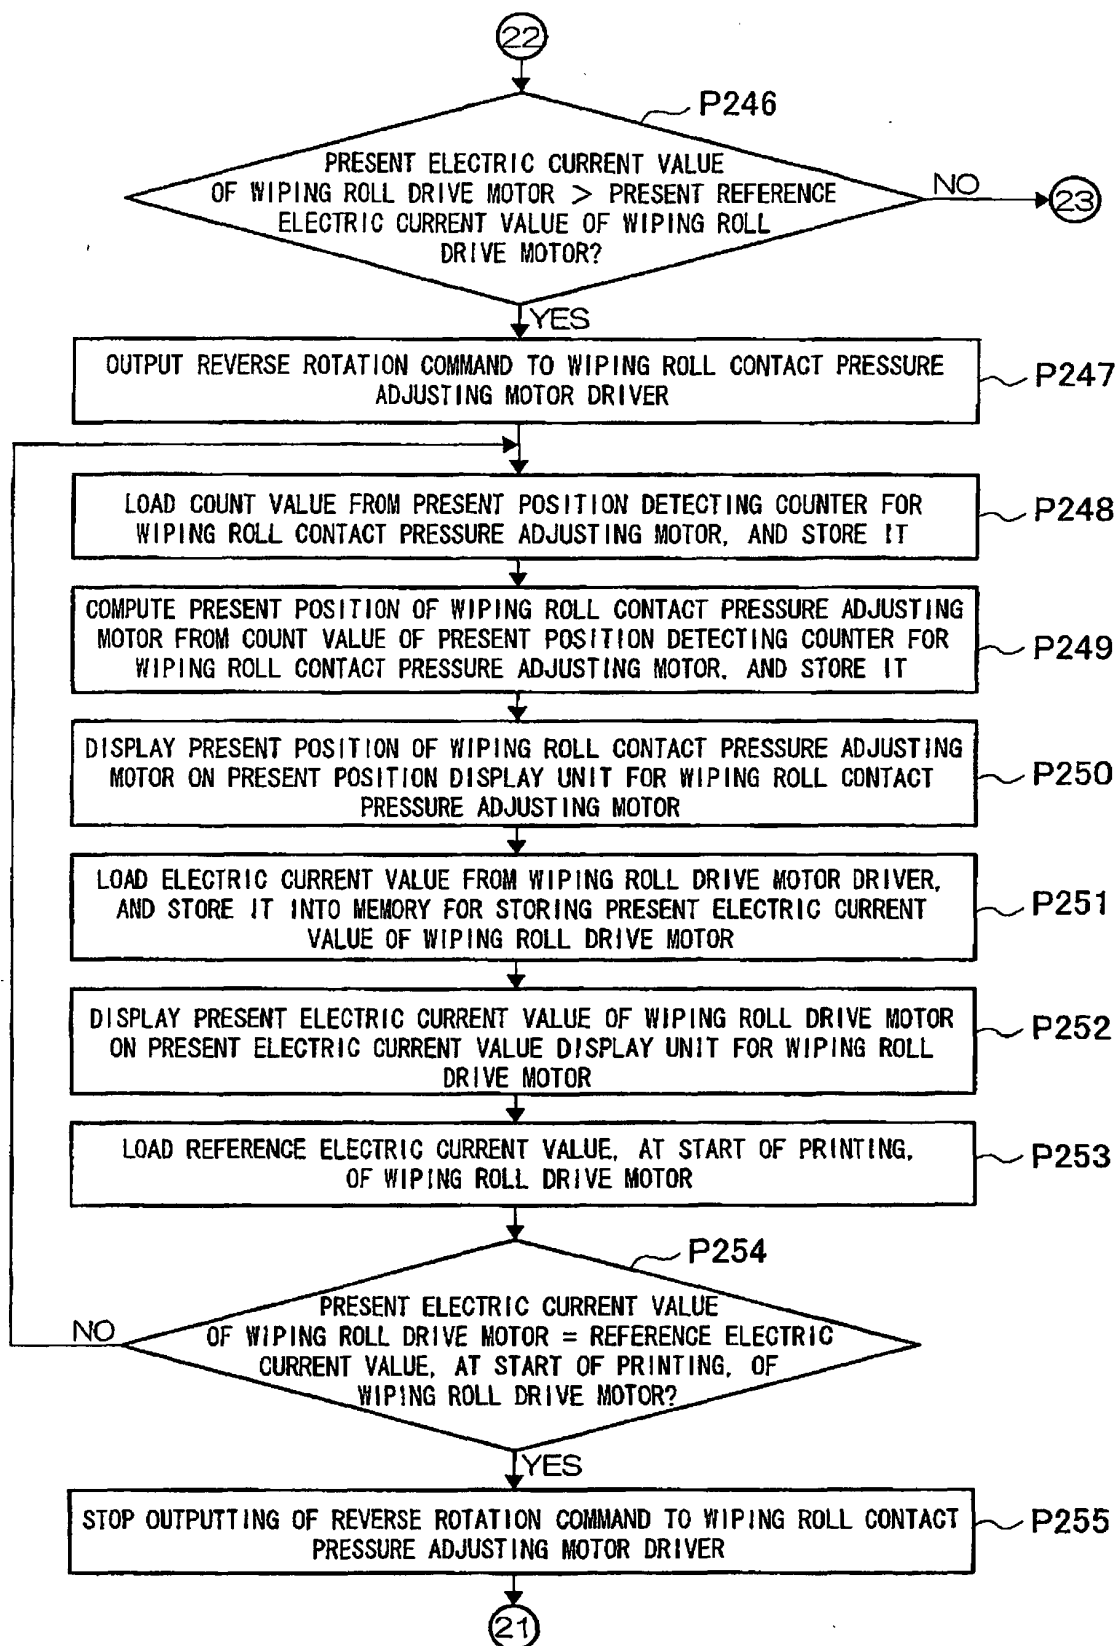 22
P246
PRESENT ELECTRIC CURRENT VALUE
OF WIPING ROLL DRIVE MOTOR > PRESENT REFERENCE
ELECTRIC CURRENT VALUE OF WIPING ROLL
DRIVE MOTOR?
NO
23
YES
OUTPUT REVERSE ROTATION COMMAND TO WIPING ROLL CONTACT PRESSURE
ADJUSTING MOTOR DRIVER
P247
LOAD COUNT VALUE FROM PRESENT POSITION DETECTING COUNTER FOR
WIPING ROLL CONTACT PRESSURE ADJUSTING MOTOR, AND STORE IT
P248
COMPUTE PRESENT POSITION OF WIPING ROLL CONTACT PRESSURE ADJUSTING
MOTOR FROM COUNT VALUE OF PRESENT POSITION DETECTING COUNTER FOR
WIPING ROLL CONTACT PRESSURE ADJUSTING MOTOR, AND STORE IT
P249
DISPLAY PRESENT POSITION OF WIPING ROLL CONTACT PRESSURE ADJUSTING
MOTOR ON PRESENT POSITION DISPLAY UNIT FOR WIPING ROLL CONTACT
PRESSURE ADJUSTING MOTOR
P250
LOAD ELECTRIC CURRENT VALUE FROM WIPING ROLL DRIVE MOTOR DRIVER,
AND STORE IT INTO MEMORY FOR STORING PRESENT ELECTRIC CURRENT
VALUE OF WIPING ROLL DRIVE MOTOR
P251
DISPLAY PRESENT ELECTRIC CURRENT VALUE OF WIPING ROLL DRIVE MOTOR
ON PRESENT ELECTRIC CURRENT VALUE DISPLAY UNIT FOR WIPING ROLL
DRIVE MOTOR
P252
LOAD REFERENCE ELECTRIC CURRENT VALUE, AT START OF PRINTING,
OF WIPING ROLL DRIVE MOTOR
P253
P254
PRESENT ELECTRIC CURRENT VALUE
OF WIPING ROLL DRIVE MOTOR = REFERENCE ELECTRIC
CURRENT VALUE, AT START OF PRINTING, OF
WIPING ROLL DRIVE MOTOR?
NO
YES
STOP OUTPUTTING OF REVERSE ROTATION COMMAND TO WIPING ROLL CONTACT
PRESSURE ADJUSTING MOTOR DRIVER
P255
21